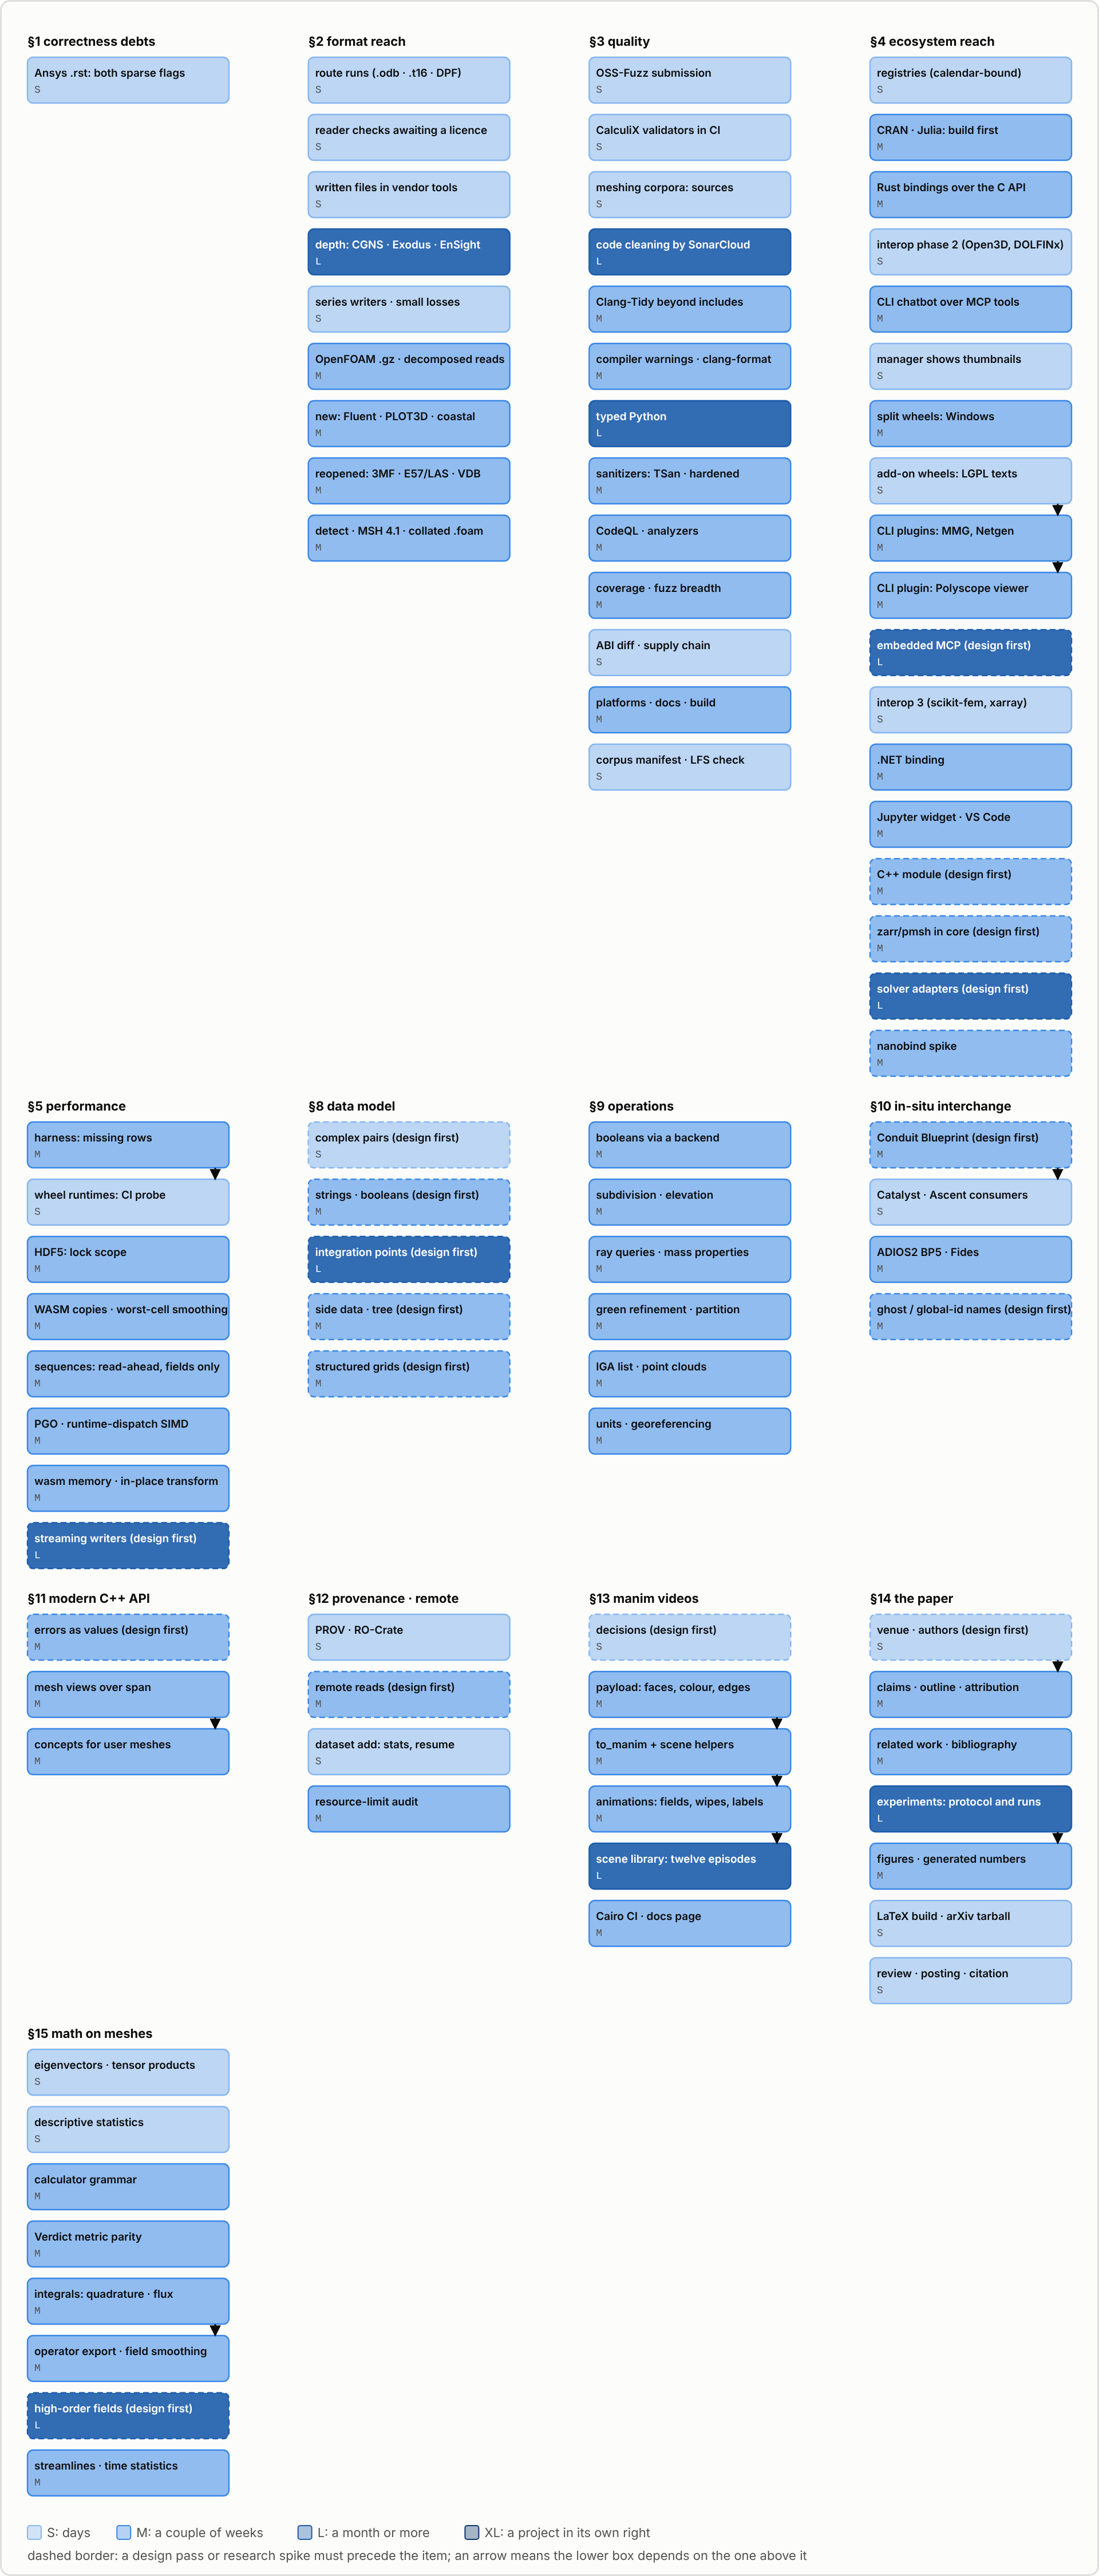 §1 correctness debts
Ansys .rst: both sparse flags
S
§2 format reach
route runs (.odb · .t16 · DPF)
S
reader checks awaiting a licence
S
written files in vendor tools
S
depth: CGNS · Exodus · EnSight
L
series writers · small losses
S
OpenFOAM .gz · decomposed reads
M
new: Fluent · PLOT3D · coastal
M
reopened: 3MF · E57/LAS · VDB
M
detect · MSH 4.1 · collated .foam
M
§3 quality
OSS-Fuzz submission
S
CalculiX validators in CI
S
meshing corpora: sources
S
code cleaning by SonarCloud
L
Clang-Tidy beyond includes
M
compiler warnings · clang-format
M
typed Python
L
sanitizers: TSan · hardened
M
CodeQL · analyzers
M
coverage · fuzz breadth
M
ABI diff · supply chain
S
platforms · docs · build
M
corpus manifest · LFS check
S
§4 ecosystem reach
registries (calendar-bound)
S
CRAN · Julia: build first
M
Rust bindings over the C API
M
interop phase 2 (Open3D, DOLFINx)
S
CLI chatbot over MCP tools
M
manager shows thumbnails
S
split wheels: Windows
M
add-on wheels: LGPL texts
S
CLI plugins: MMG, Netgen
M
CLI plugin: Polyscope viewer
M
embedded MCP (design first)
L
interop 3 (scikit-fem, xarray)
S
.NET binding
M
Jupyter widget · VS Code
M
C++ module (design first)
M
zarr/pmsh in core (design first)
M
solver adapters (design first)
L
nanobind spike
M
§5 performance
harness: missing rows
M
wheel runtimes: CI probe
S
HDF5: lock scope
M
WASM copies · worst-cell smoothing
M
sequences: read-ahead, fields only
M
PGO · runtime-dispatch SIMD
M
wasm memory · in-place transform
M
streaming writers (design first)
L
§8 data model
complex pairs (design first)
S
strings · booleans (design first)
M
integration points (design first)
L
side data · tree (design first)
M
structured grids (design first)
M
§9 operations
booleans via a backend
M
subdivision · elevation
M
ray queries · mass properties
M
green refinement · partition
M
IGA list · point clouds
M
units · georeferencing
M
§10 in-situ interchange
Conduit Blueprint (design first)
M
Catalyst · Ascent consumers
S
ADIOS2 BP5 · Fides
M
ghost / global-id names (design first)
M
§11 modern C++ API
errors as values (design first)
M
mesh views over span
M
concepts for user meshes
M
§12 provenance · remote
PROV · RO-Crate
S
remote reads (design first)
M
dataset add: stats, resume
S
resource-limit audit
M
§13 manim videos
decisions (design first)
S
payload: faces, colour, edges
M
to_manim + scene helpers
M
animations: fields, wipes, labels
M
scene library: twelve episodes
L
Cairo CI · docs page
M
§14 the paper
venue · authors (design first)
S
claims · outline · attribution
M
related work · bibliography
M
experiments: protocol and runs
L
figures · generated numbers
M
LaTeX build · arXiv tarball
S
review · posting · citation
S
§15 math on meshes
eigenvectors · tensor products
S
descriptive statistics
S
calculator grammar
M
Verdict metric parity
M
integrals: quadrature · flux
M
operator export · field smoothing
M
high-order fields (design first)
L
streamlines · time statistics
M
S: days
M: a couple of weeks
L: a month or more
XL: a project in its own right
dashed border: a design pass or research spike must precede the item; an arrow means the lower box depends on the one above it